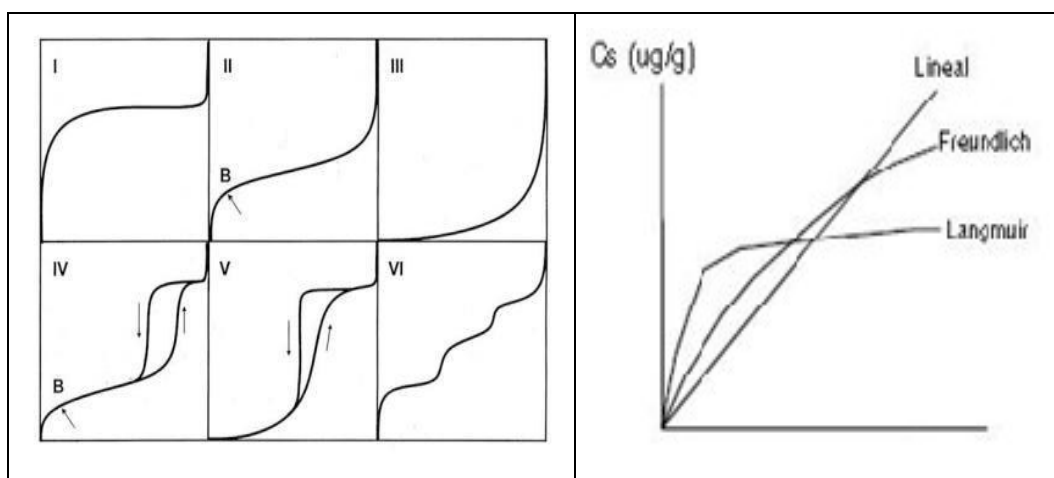 I
II
III
B
IV
V
VI
B
Cs (ug/g)
Lineal
Freundlich
Langmuir